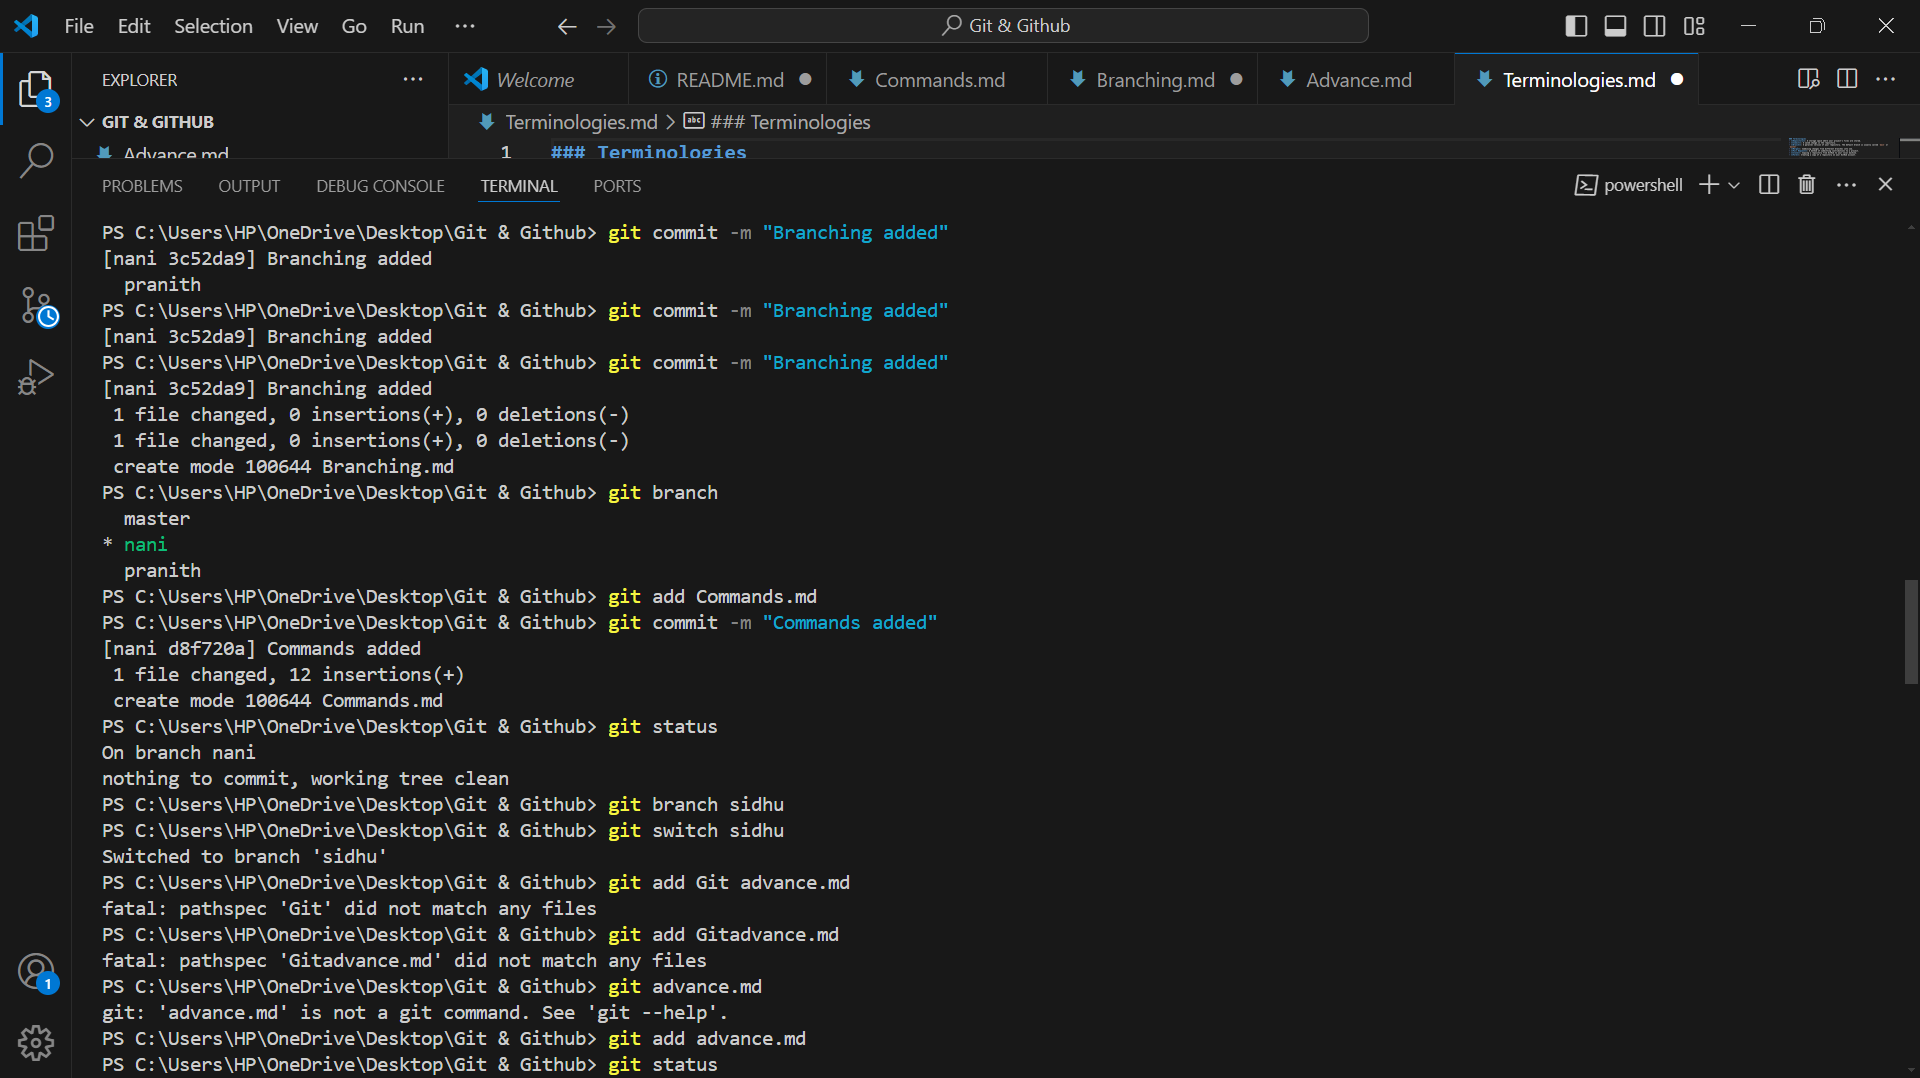 File Edit Selection View Go Run ··· Git & Github
EXPLORER ···
Welcome README.md Commands.md Branching.md Advance.md Terminologies.md
GIT & GITHUB
Terminologies.md > ### Terminologies
Advance.md
1 ### Terminologies
PROBLEMS OUTPUT DEBUG CONSOLE TERMINAL PORTS powershell
PS C:\Users\HP\OneDrive\Desktop\Git & Github> git commit -m "Branching added"
[nani 3c52da9] Branching added
pranith
PS C:\Users\HP\OneDrive\Desktop\Git & Github> git commit -m "Branching added"
[nani 3c52da9] Branching added
PS C:\Users\HP\OneDrive\Desktop\Git & Github> git commit -m "Branching added"
[nani 3c52da9] Branching added
1 file changed, 0 insertions(+), 0 deletions(-)
1 file changed, 0 insertions(+), 0 deletions(-)
create mode 100644 Branching.md
PS C:\Users\HP\OneDrive\Desktop\Git & Github> git branch
master
* nani
pranith
PS C:\Users\HP\OneDrive\Desktop\Git & Github> git add Commands.md
PS C:\Users\HP\OneDrive\Desktop\Git & Github> git commit -m "Commands added"
[nani d8f720a] Commands added
1 file changed, 12 insertions(+)
create mode 100644 Commands.md
PS C:\Users\HP\OneDrive\Desktop\Git & Github> git status
On branch nani
nothing to commit, working tree clean
PS C:\Users\HP\OneDrive\Desktop\Git & Github> git branch sidhu
PS C:\Users\HP\OneDrive\Desktop\Git & Github> git switch sidhu
Switched to branch 'sidhu'
PS C:\Users\HP\OneDrive\Desktop\Git & Github> git add Git advance.md
fatal: pathspec 'Git' did not match any files
PS C:\Users\HP\OneDrive\Desktop\Git & Github> git add Gitadvance.md
fatal: pathspec 'Gitadvance.md' did not match any files
PS C:\Users\HP\OneDrive\Desktop\Git & Github> git advance.md
git: 'advance.md' is not a git command. See 'git --help'.
PS C:\Users\HP\OneDrive\Desktop\Git & Github> git add advance.md
PS C:\Users\HP\OneDrive\Desktop\Git & Github> git status
3
1